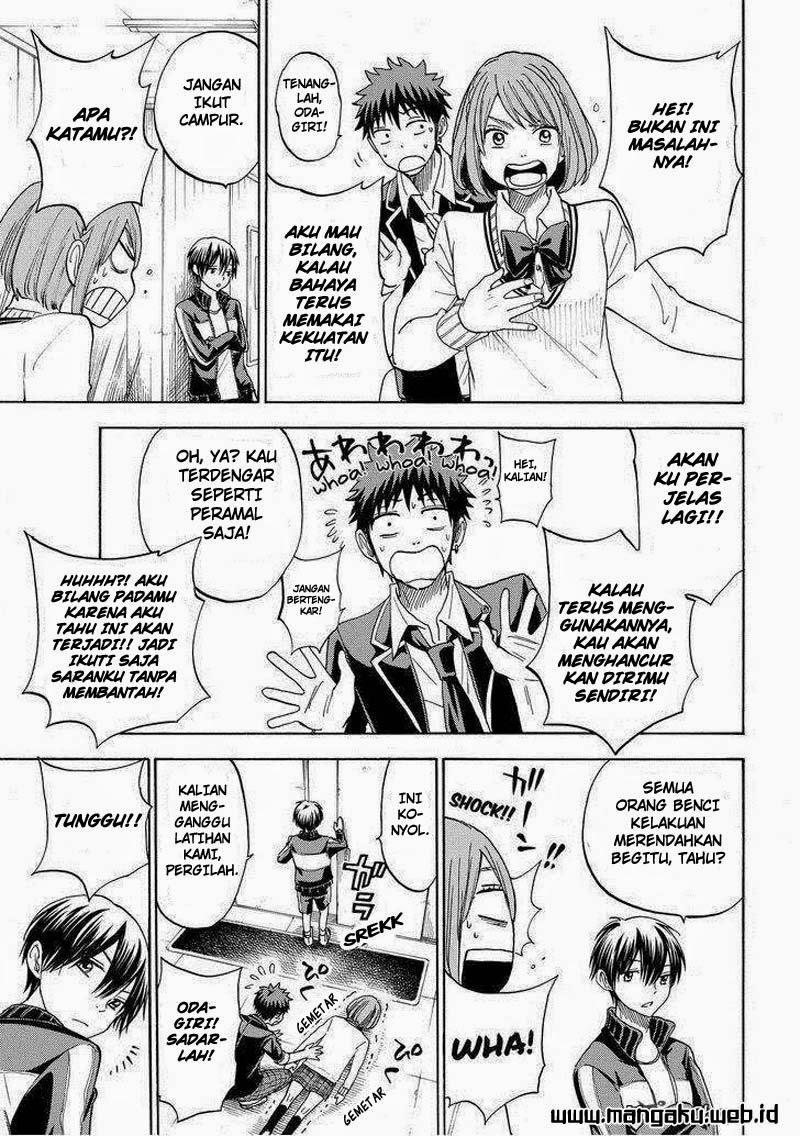 HEI!
BUKAN INI
MASALAH-
NYA!
TENANG-
LAH,
ODA-
GIRI!
AKU MAU
BILANG,
KALAU
BAHAYA
TERUS
MEMAKAI
KEKUATAN
ITU!
JANGAN
IKUT
CAMPUR.
APA
KATAMU?!
AKAN
KU PER-
JELAS
LAGI!!
KALAU
TERUS MENG-
GUNAKANNYA,
KAU AKAN
MENGHANCUR
KAN DIRIMU
SENDIRI!
HEI,
KALIAN!
あわわわわっ
whoa! whoa! whoa!
JANGAN
BERTENG-
KAR!
OH, YA? KAU
TERDENGAR
SEPERTI
PERAMAL
SAJA!
HUHHH?! AKU
BILANG PADAMU
KARENA AKU
TAHU INI AKAN
TERJADI!! JADI
IKUTI SAJA
SARANKU TANPA
MEMBANTAH!
SEMUA
ORANG BENCI
KELAKUAN
MERENDAHKAN
BEGITU, TAHU?
SHOCK!!
!!
WHA!
INI
KO-
NYOL.
KALIAN
MENG-
GANGGU
LATIHAN
KAMI,
PERGILAH.
ガラ
SREKK
ODA-
GIRI!
SADAR-
LAH!
GEMETAR
GEMETAR
TUNGGU!!
www.mangaku.web.id